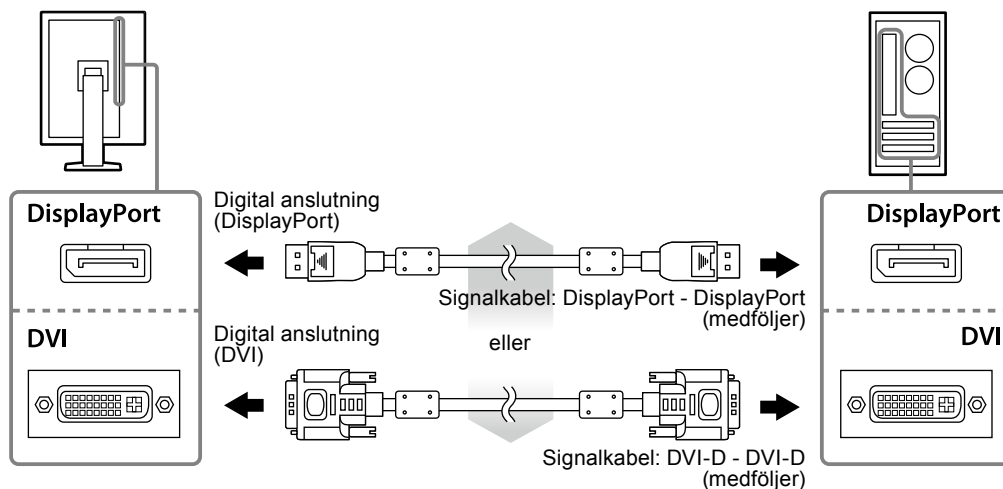 DisplayPort
Digital anslutning
(DisplayPort)
Signalkabel: DisplayPort - DisplayPort
(medföljer)
DisplayPort
eller
DVI
Digital anslutning
(DVI)
Signalkabel: DVI-D - DVI-D
(medföljer)
DVI